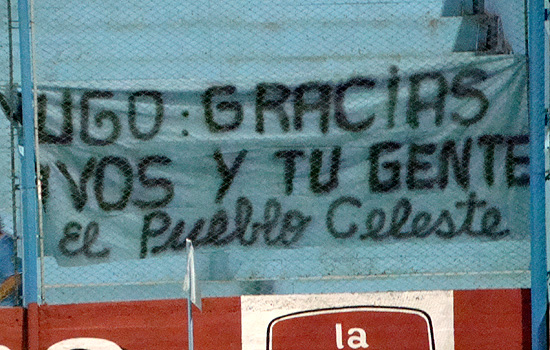 UGO : GRACIAS
VOS Y TU GENTE
El Pueblo Celeste
la